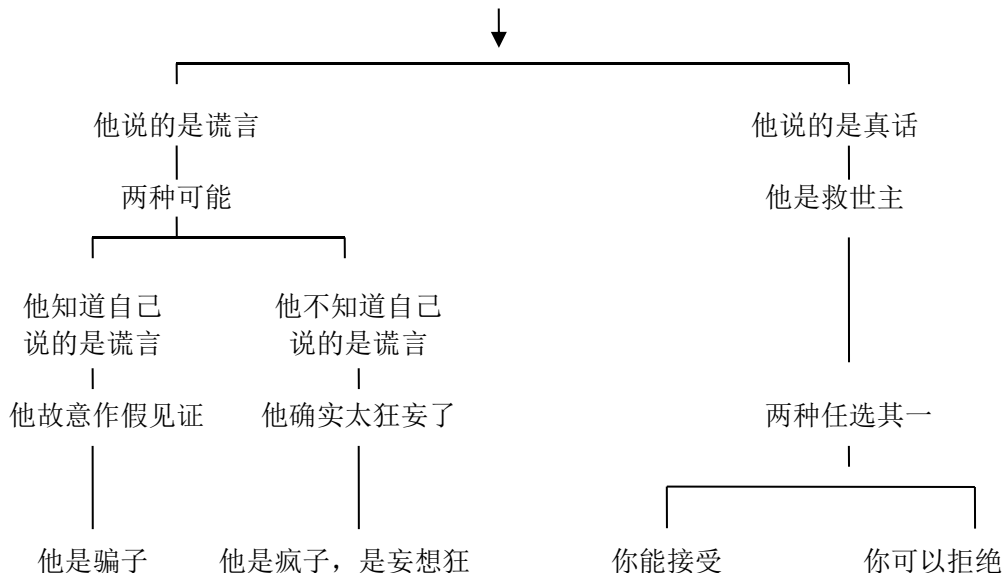 他说的是谎言
他说的是真话
两种可能
他是救世主
他知道自己
说的是谎言
他不知道自己
说的是谎言
他故意作假见证
他确实太狂妄了
两种任选其一
他是骗子
他是疯子，是妄想狂
你能接受
你可以拒绝